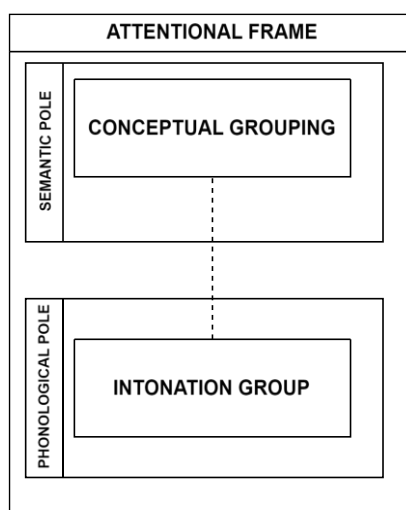 ATTENTIONAL FRAME
SEMANTIC POLE
CONCEPTUAL GROUPING
PHONOLOGICAL POLE
INTONATION GROUP